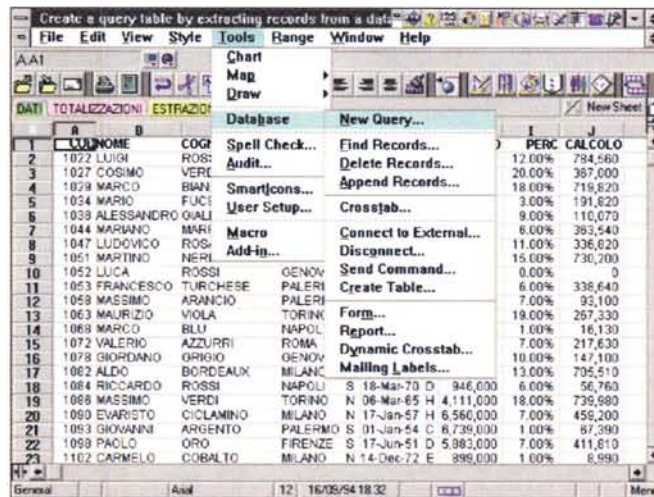 Create a query table by extracting records from a data
File Edit View Style Tools Range Window Help
A:A1
DATI TOTALIZZAZIONI ESTRAZION New Sheet
Chart
Map
Draw
Database
Spell Check...
Audit...
SmartIcons...
User Setup...
Macro
Add-in...
New Query...
Find Records...
Delete Records...
Append Records...
Crosstab...
Connect to External...
Disconnect...
Send Command...
Create Table...
Form...
Report...
Dynamic Crosstab...
Mailing Labels...
A B I J
1 NOME COGN PERC CALCOLO
2 1022 LUIGI ROSS 12.00% 784,560
3 1027 COSIMO VERD 20.00% 367,000
4 1029 MARCO BIAN 18.00% 719,820
5 1034 MARIO FUCS 3.00% 191,820
6 1038 ALESSANDRO GIALL 9.00% 110,070
7 1044 MARIANO MARR 6.00% 363,540
8 1047 LUDOVICO ROSA 11.00% 336,820
9 1051 MARTINO NERI 15.00% 730,200
10 1052 LUCA ROSSI GENOV 0.00% 0
11 1053 FRANCESCO TURCHESE PALER 6.00% 338,640
12 1058 MASSIMO ARANCIO PALER 7.00% 93,100
13 1063 MAURIZIO VIOLA TORINO 19.00% 267,330
14 1068 MARCO BLU NAPOL 1.00% 16,130
15 1072 VALERIO AZZURRI ROMA 7.00% 217,630
16 1078 GIORDANO GRIGIO GENOV 10.00% 147,100
17 1082 ALDO BORDEAUX MILANO 13.00% 705,510
18 1084 RICCARDO ROSSI NAPOLI S 18-Mar-70 D 946,000 6.00% 56,760
19 1086 MASSIMO VERDI TORINO N 06-Mar-65 H 4,111,000 18.00% 739,980
20 1090 EVARISTO CICLAMINO MILANO N 17-Jan-57 H 6,560,000 7.00% 459,200
21 1093 GIOVANNI ARGENTO PALERMO S 01-Jan-54 C 6,739,000 1.00% 67,390
22 1098 PAOLO ORO FIRENZE S 17-Jun-51 D 5,883,000 7.00% 411,810
23 1102 CARMELO COBALTO MILANO N 14-Dec-72 E 899,000 1.00% 8,990
General Arial 12 16/09/94 18.32